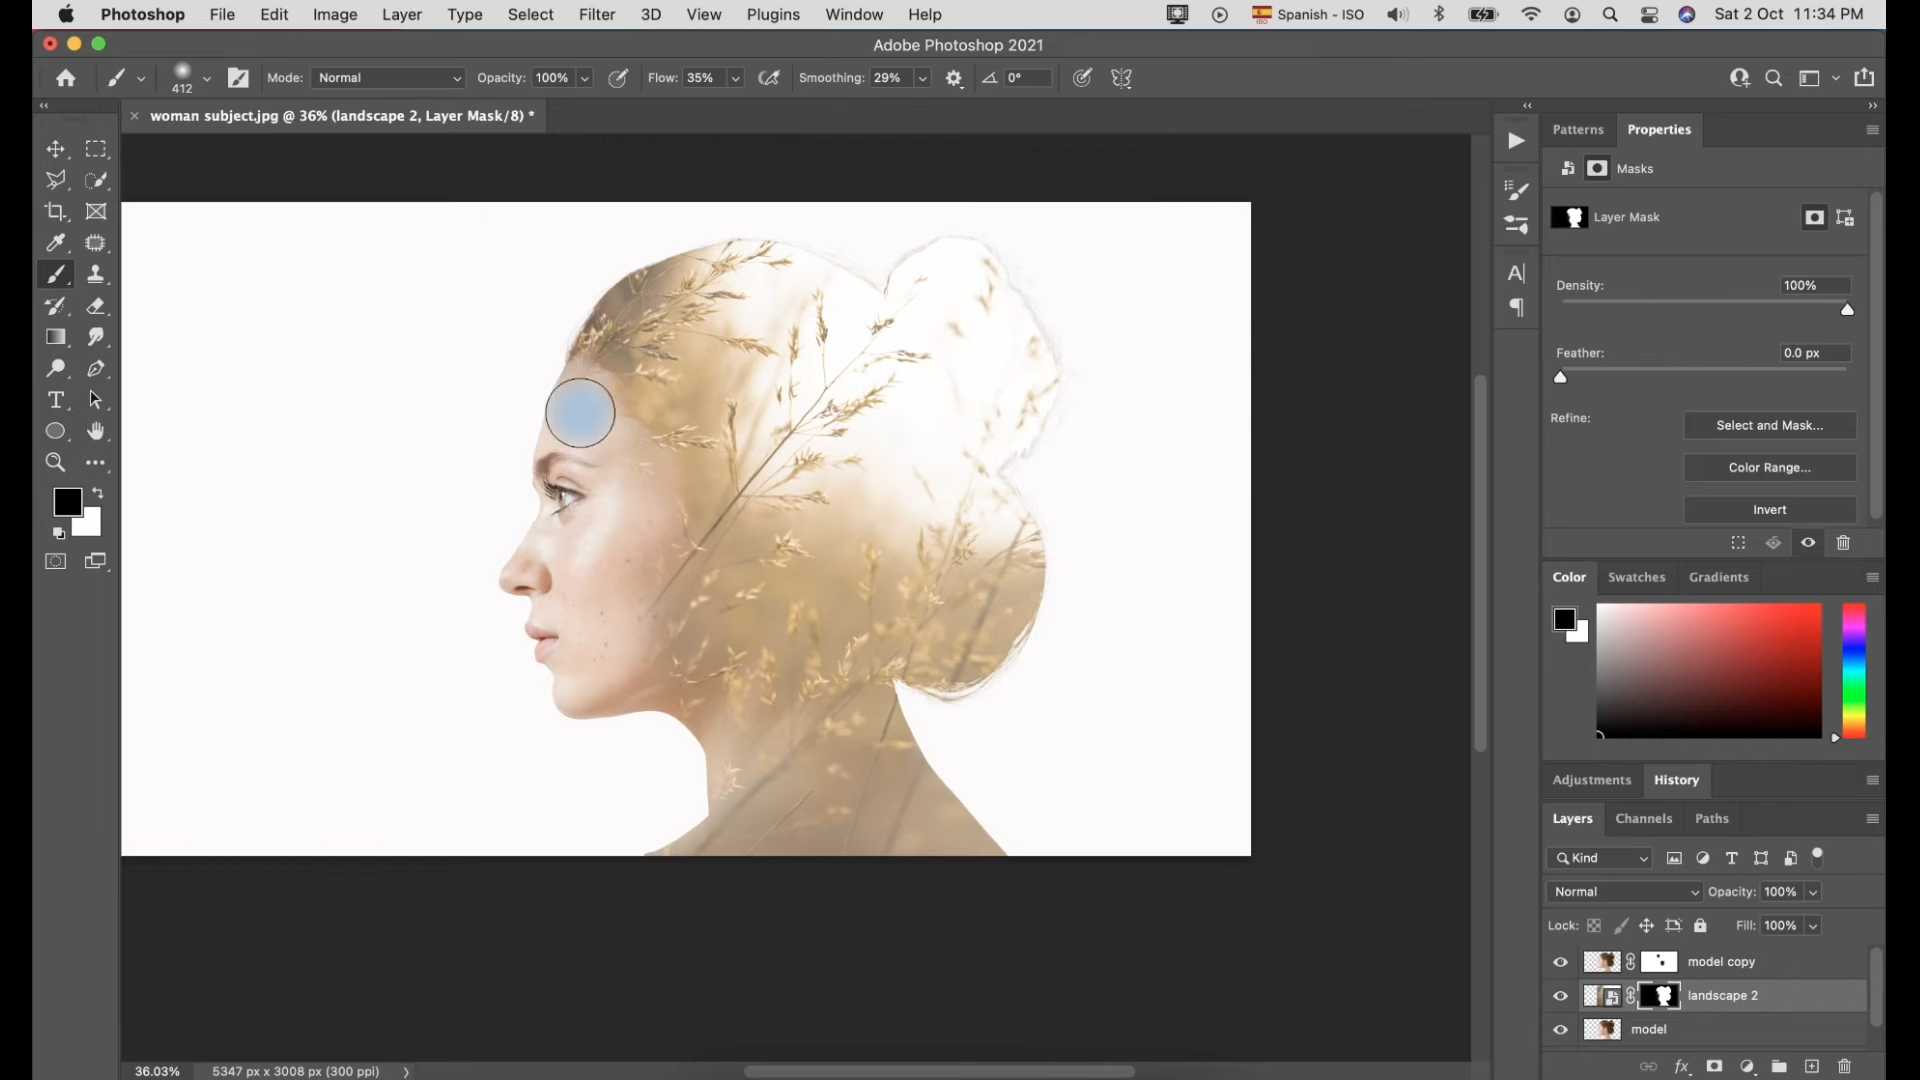 Photoshop File Edit Image Layer Type Select Filter 3D View Plugins Window Help Spanish - ISO Sat 2 Oct 11:34 PM
Adobe Photoshop 2021
412 Mode: Normal Opacity: 100% Flow: 35% Smoothing: 29% 0°
woman subject.jpg @ 36% (landscape 2, Layer Mask/8) *
Patterns Properties
Masks
Layer Mask
Density: 100%
Feather: 0.0 px
Refine: Select and Mask...
Color Range...
Invert
Color Swatches Gradients
Adjustments History
Layers Channels Paths
Kind
Normal Opacity: 100%
Lock: Fill: 100%
model copy
landscape 2
model
36.03% 5347 px x 3008 px (300 ppi)